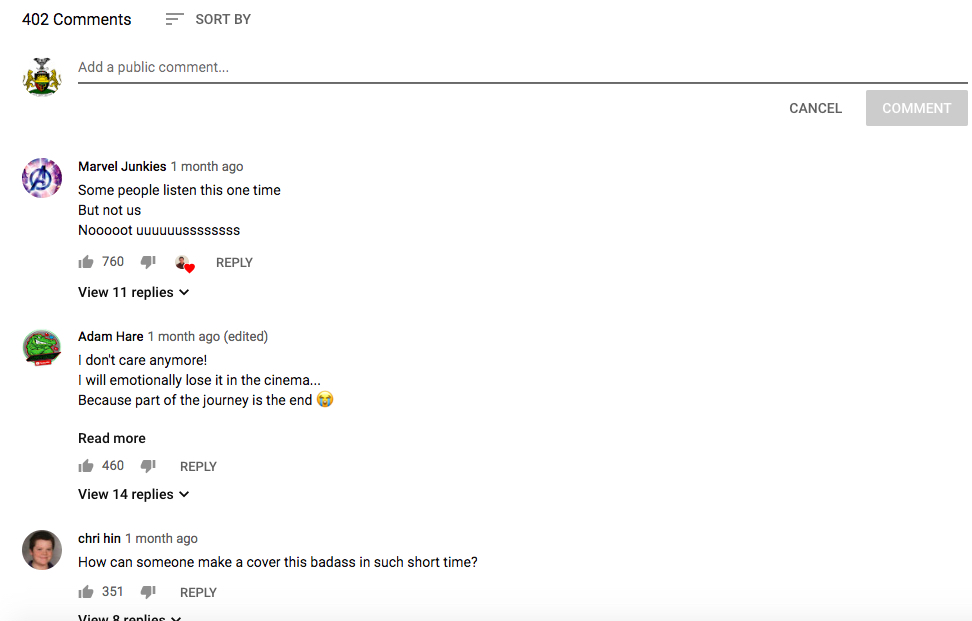 402 Comments SORT BY
Add a public comment...
CANCEL COMMENT
Marvel Junkies 1 month ago
Some people listen this one time
But not us
Nooooot uuuuuussssssss
760 REPLY
View 11 replies
Adam Hare 1 month ago (edited)
I don't care anymore!
I will emotionally lose it in the cinema...
Because part of the journey is the end 😭
Read more
460 REPLY
View 14 replies
chri hin 1 month ago
How can someone make a cover this badass in such short time?
351 REPLY
View 8 replies